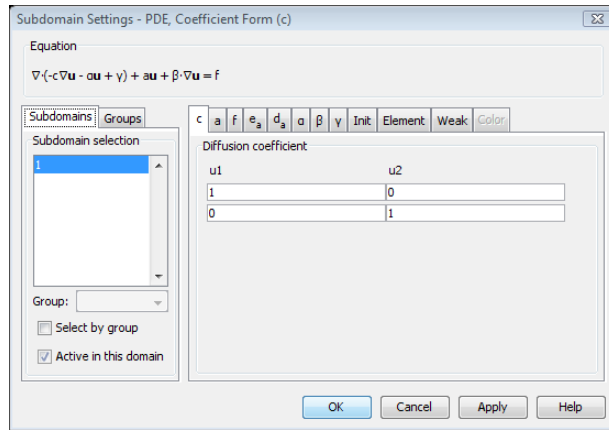 Subdomain Settings - PDE, Coefficient Form (c)
Equation
∇·(-c∇u - αu + γ) + au + β·∇u = f
Subdomains Groups
Subdomain selection
1
Group:
Select by group
Active in this domain
c a f eₐ dₐ α β γ Init Element Weak Color
Diffusion coefficient
u1 u2
1 0
0 1
OK Cancel Apply Help